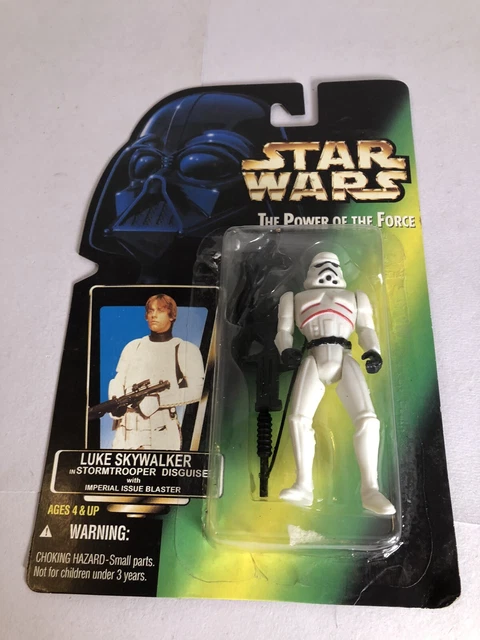 STAR
WARS
THE POWER OF THE FORCE
LUKE SKYWALKER
IN STORMTROOPER DISGUISE
with
IMPERIAL ISSUE BLASTER
AGES 4 & UP
WARNING:
CHOKING HAZARD-Small parts.
Not for children under 3 years.